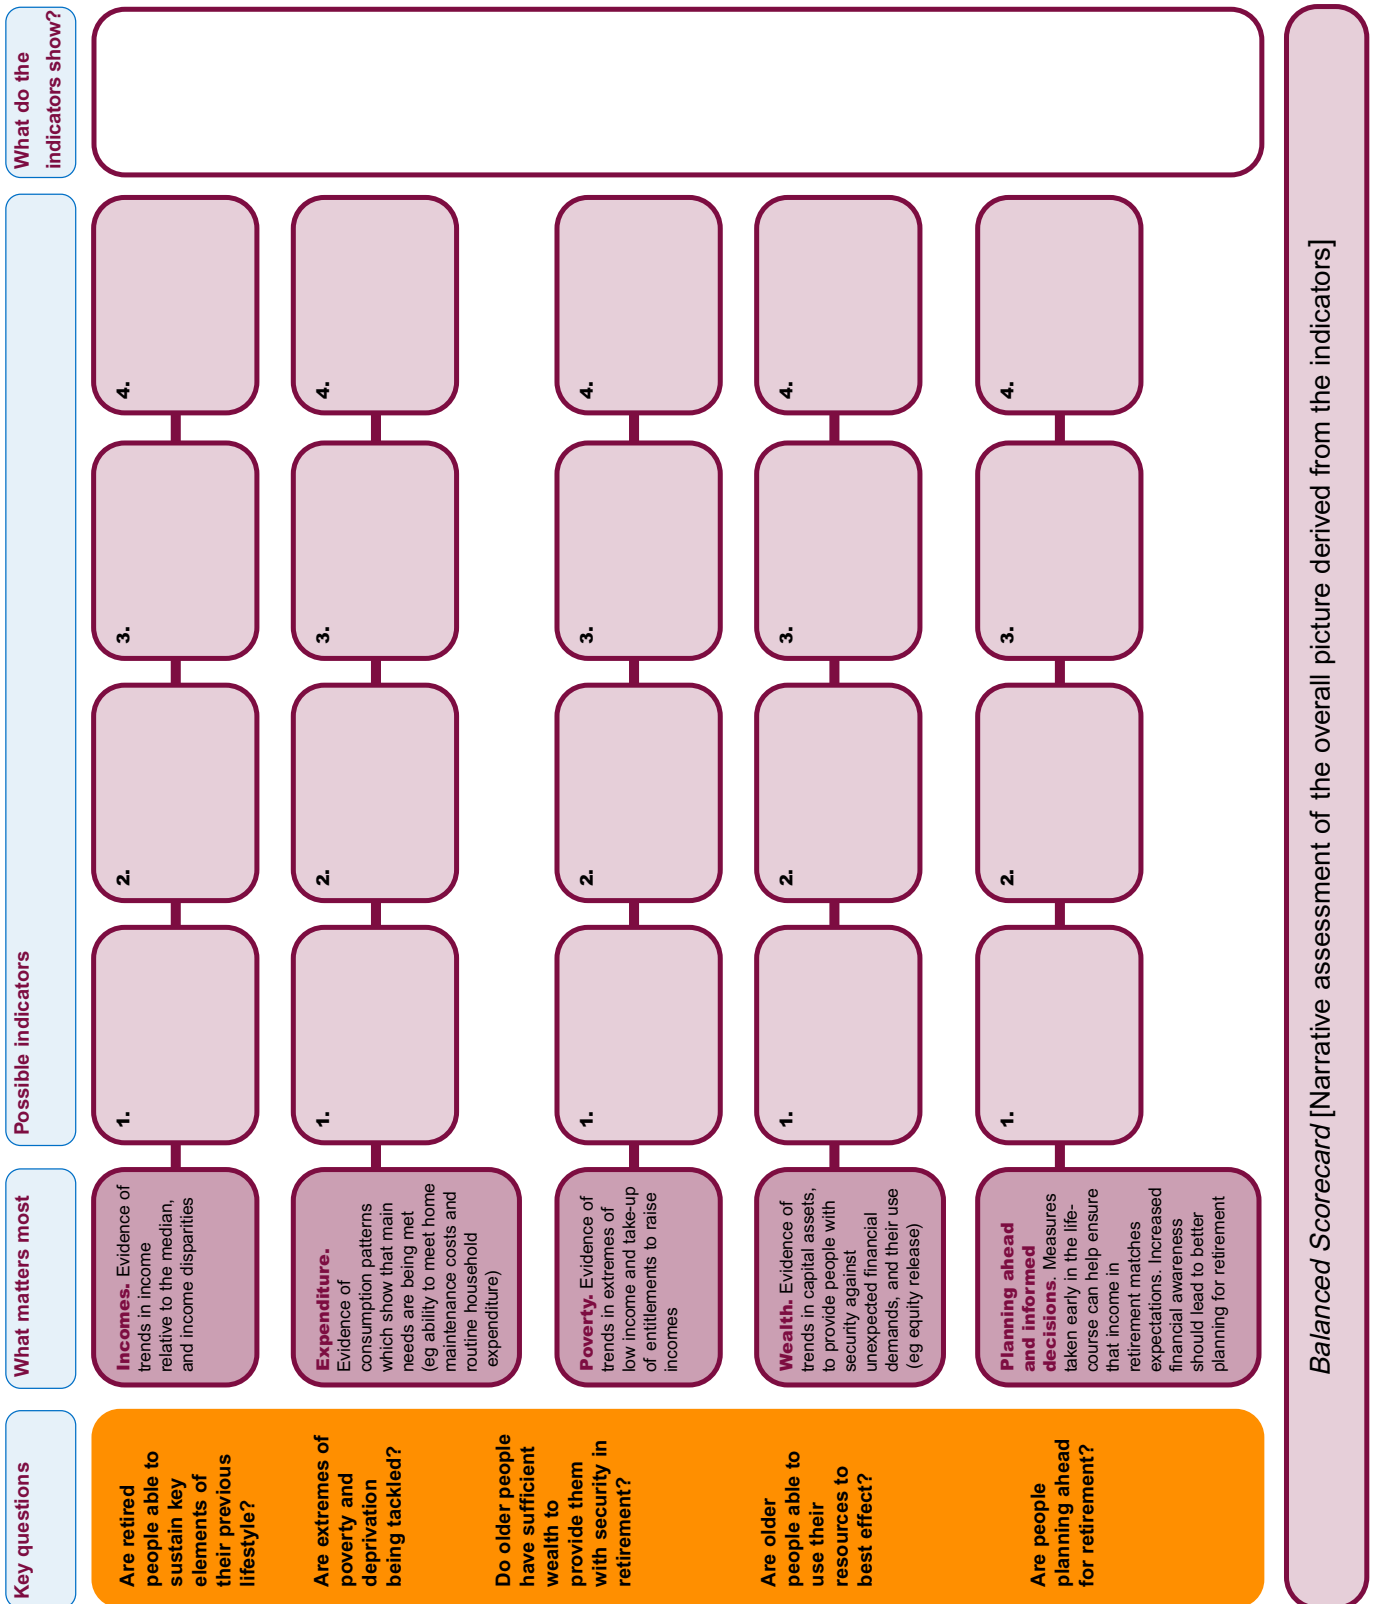 Key questions
What matters most
Possible indicators
What do the
indicators show?
Are retired
people able to
sustain key
elements of
their previous
lifestyle?
Are extremes of
poverty and
deprivation
being tackled?
Do older people
have sufficient
wealth to
provide them
with security in
retirement?
Are older
people able to
use their
resources to
best effect?
Are people
planning ahead
for retirement?
Incomes. Evidence of
trends in income
relative to the median,
and income disparities
1.
2.
3.
4.
Expenditure.
Evidence of
consumption patterns
which show that main
needs are being met
(eg ability to meet home
maintenance costs and
routine household
expenditure)
1.
2.
3.
4.
Poverty. Evidence of
trends in extremes of
low income and take-up
of entitlements to raise
incomes
1.
2.
3.
4.
Wealth. Evidence of
trends in capital assets,
to provide people with
security against
unexpected financial
demands, and their use
(eg equity release)
1.
2.
3.
4.
Planning ahead
and informed
decisions. Measures
taken early in the life-
course can help ensure
that income in
retirement matches
expectations. Increased
financial awareness
should lead to better
planning for retirement
1.
2.
3.
4.
Balanced Scorecard [Narrative assessment of the overall picture derived from the indicators]